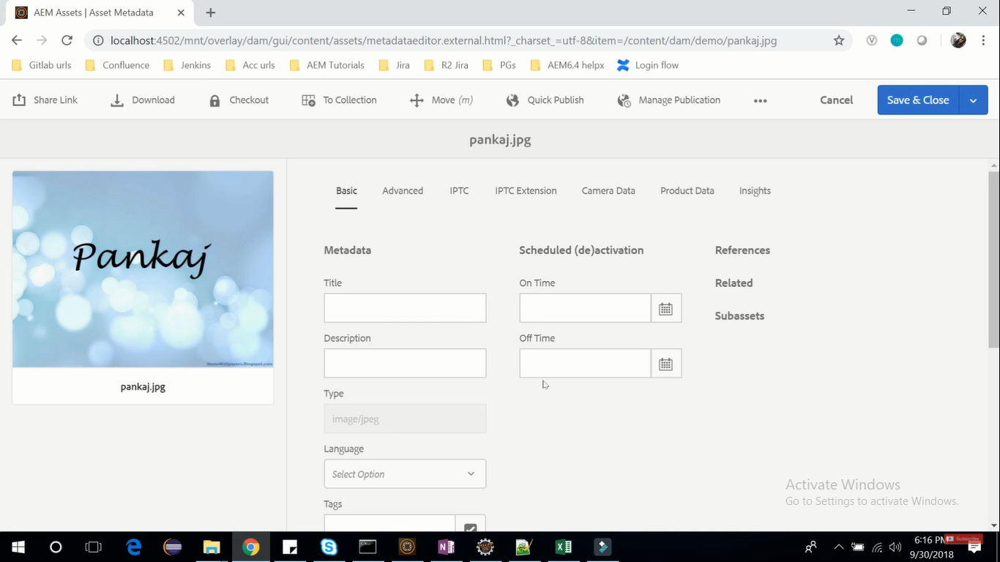 AEM Assets | Asset Metadata
localhost:4502/mnt/overlay/dam/gui/content/assets/metadataeditor.external.html?_charset_=utf-8&item=/content/dam/demo/pankaj.jpg
Gitlab urls Confluence Jenkins Acc urls AEM Tutorials Jira R2 Jira PGs AEM6.4 helpx Login flow
Share Link Download Checkout To Collection Move (m) Quick Publish Manage Publication Cancel Save & Close
pankaj.jpg
Pankaj
NameWallpapers.Blogspot.com
pankaj.jpg
Basic Advanced IPTC IPTC Extension Camera Data Product Data Insights
Metadata Scheduled (de)activation References
Title On Time Related
Subassets
Description Off Time
Type
image/jpeg
Language
Select Option
Tags
Activate Windows
Go to Settings to activate Windows.
6:16 PM
Subscribe
9/30/2018